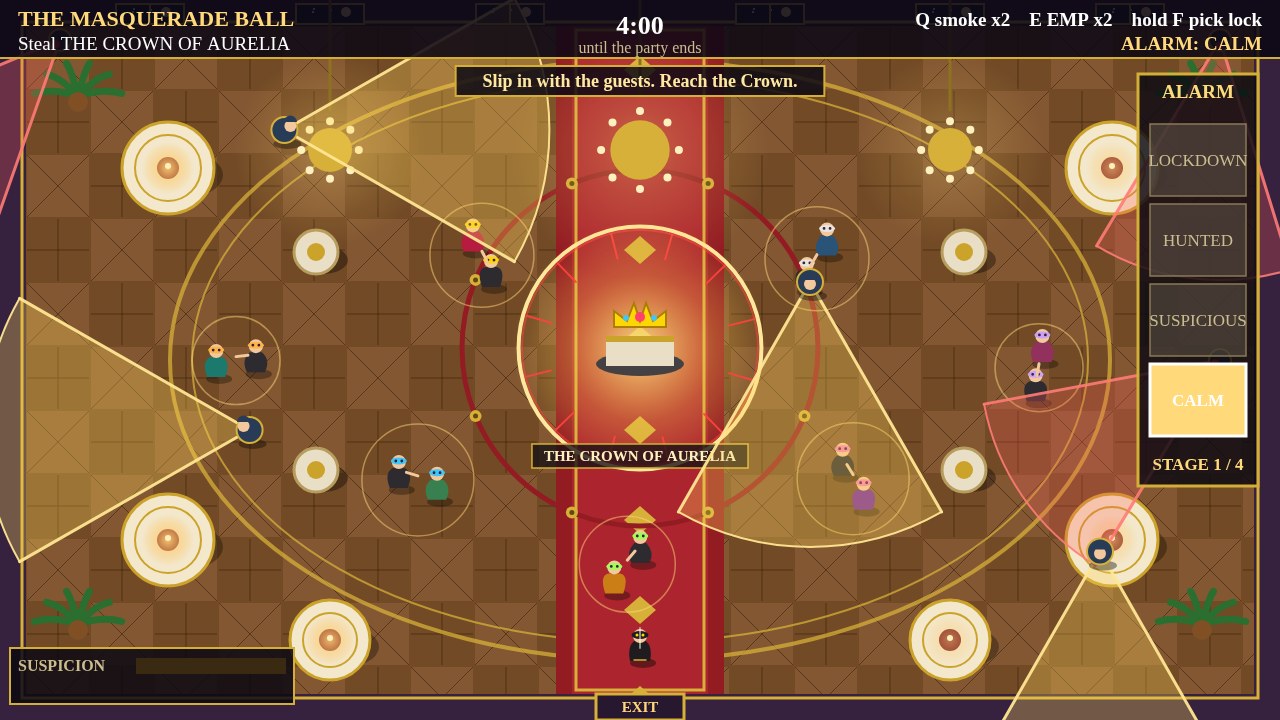 THE MASQUERADE BALL
Steal THE CROWN OF AURELIA
4:00
until the party ends
Q smoke x2 E EMP x2 hold F pick lock
ALARM: CALM
Slip in with the guests. Reach the Crown.
ALARM
LOCKDOWN
HUNTED
SUSPICIOUS
CALM
STAGE 1 / 4
THE CROWN OF AURELIA
SUSPICION
EXIT